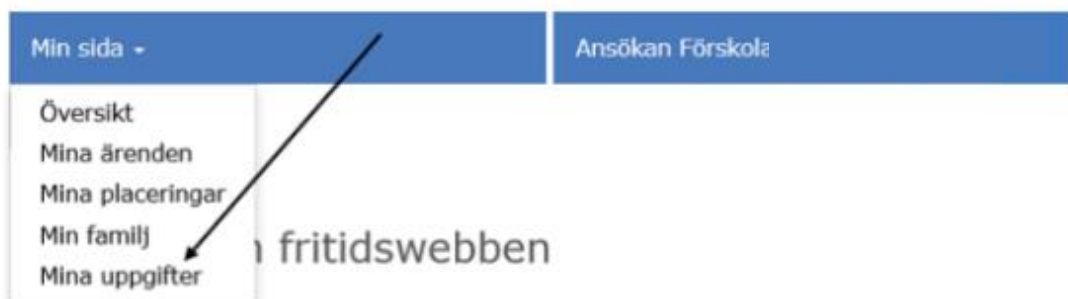 Min sida
Ansökan Förskola
Översikt
Mina ärenden
Mina placeringar
Min familj
Mina uppgifter
fritidswebben